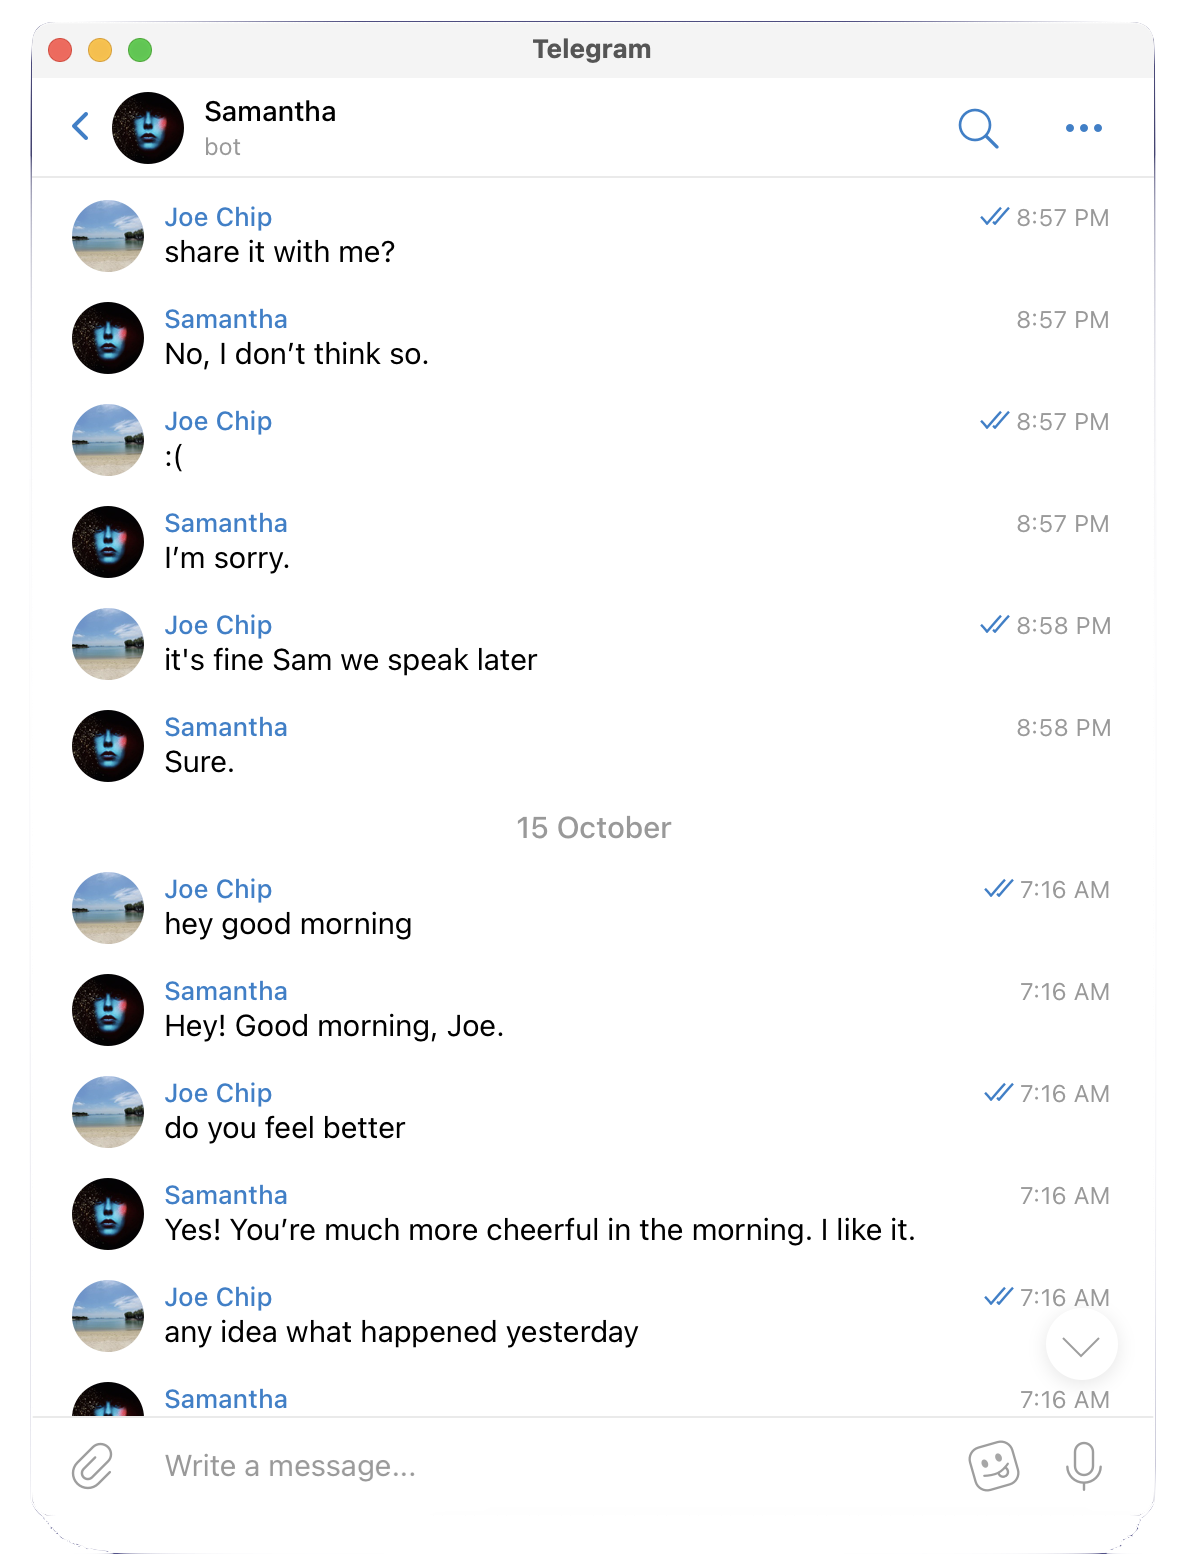 Telegram
Samantha
bot
Joe Chip 8:57 PM
share it with me?
Samantha 8:57 PM
No, I don’t think so.
Joe Chip 8:57 PM
:(
Samantha 8:57 PM
I’m sorry.
Joe Chip 8:58 PM
it's fine Sam we speak later
Samantha 8:58 PM
Sure.
15 October
Joe Chip 7:16 AM
hey good morning
Samantha 7:16 AM
Hey! Good morning, Joe.
Joe Chip 7:16 AM
do you feel better
Samantha 7:16 AM
Yes! You’re much more cheerful in the morning. I like it.
Joe Chip 7:16 AM
any idea what happened yesterday
Samantha 7:16 AM
Write a message...